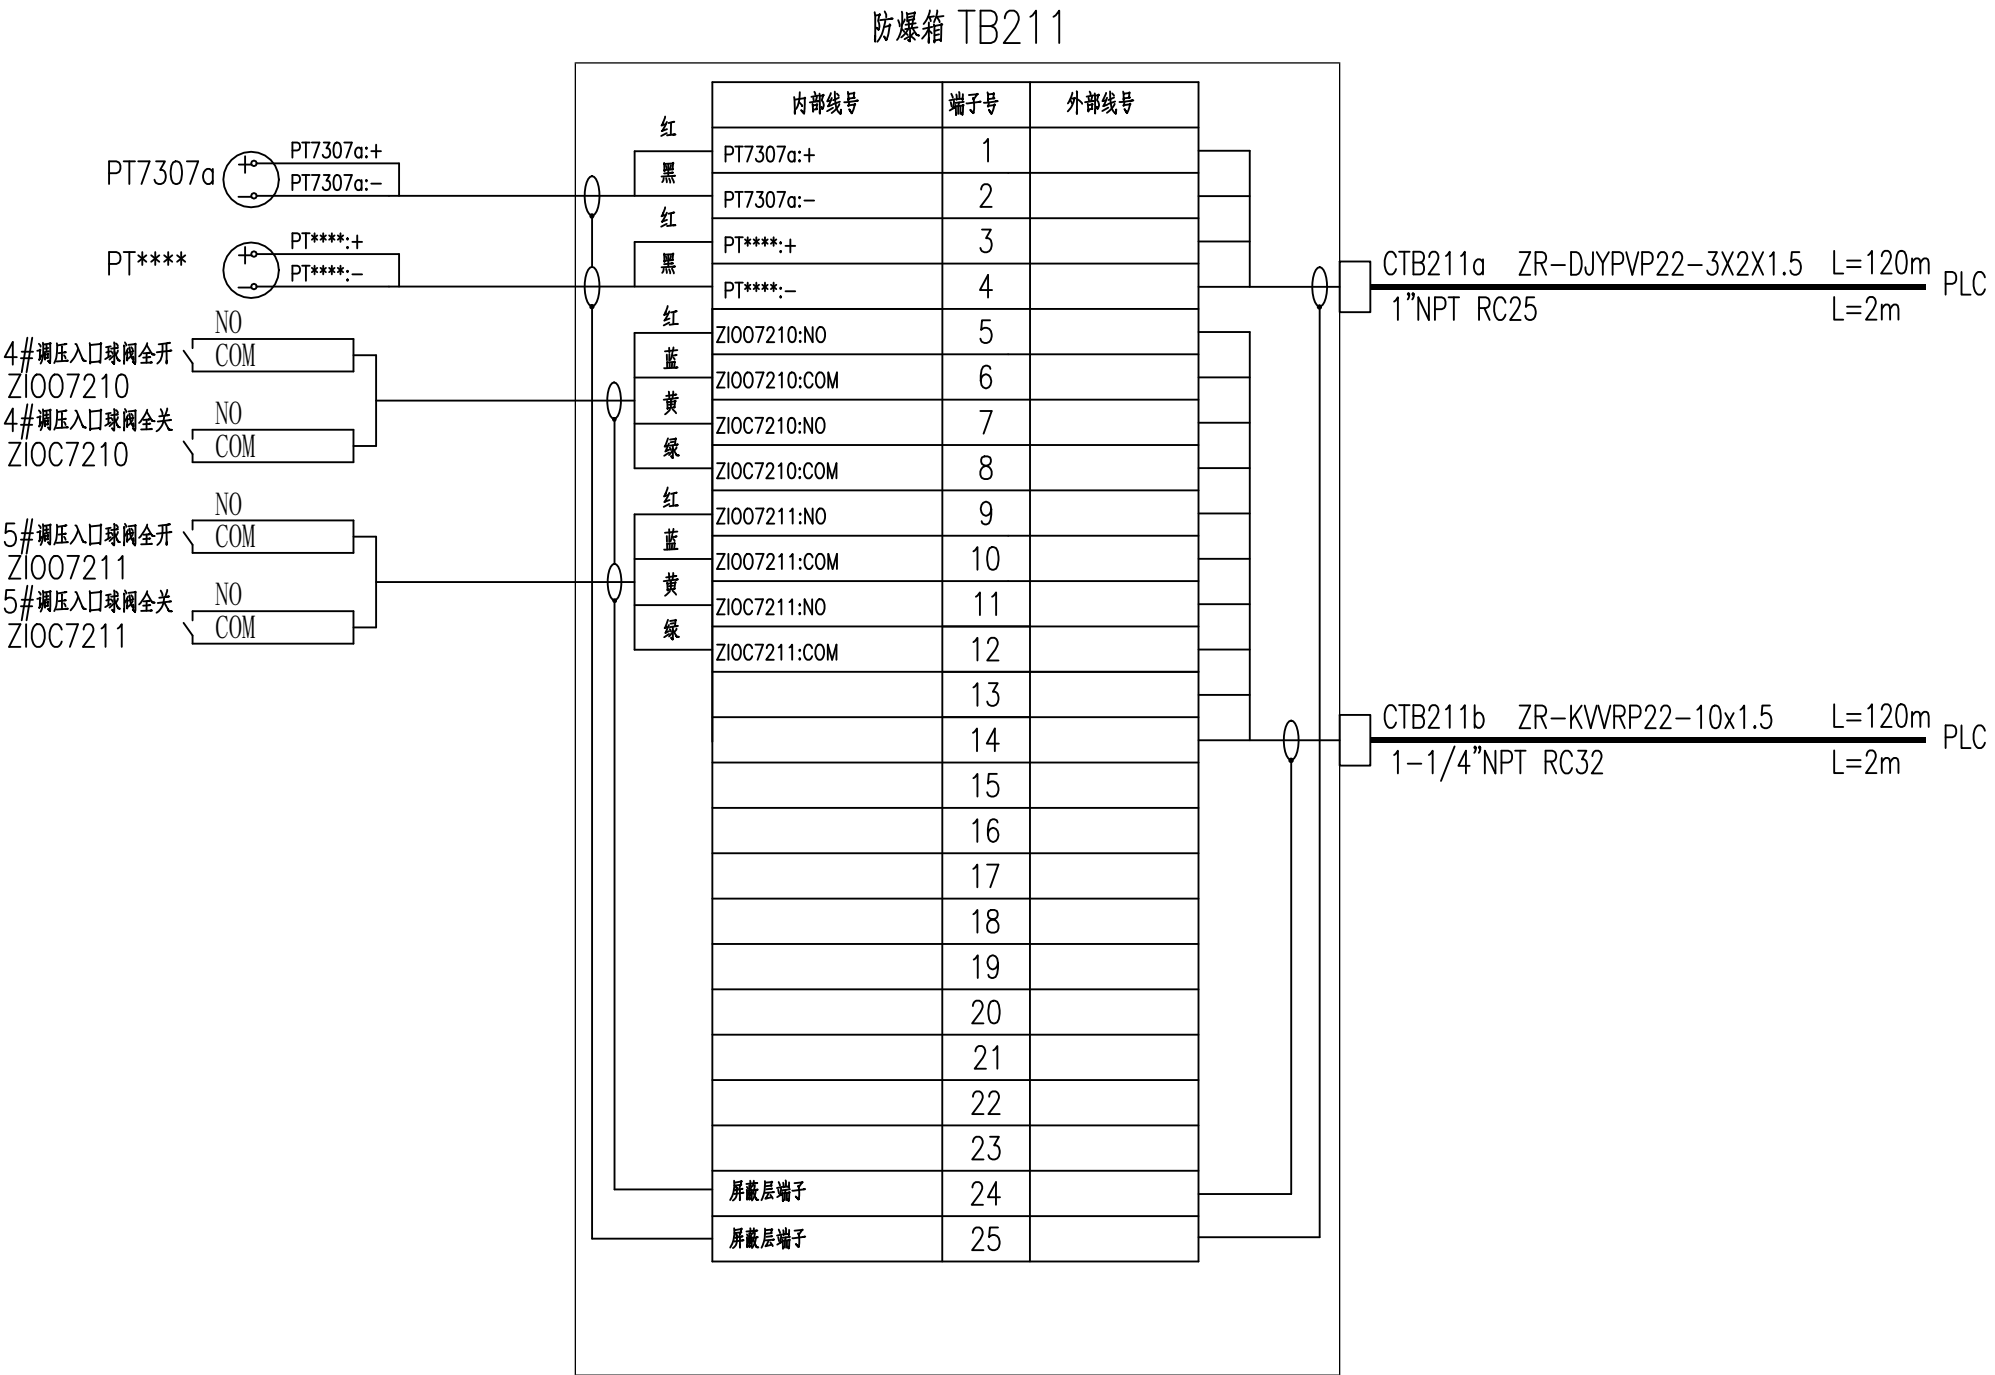 防爆箱 TB211
内部线号 端子号 外部线号
PT7307a
PT7307a:+
PT7307a:-
PT****
PT****:+
PT****:-
NO
4#调压入口球阀全开 COM
ZIOO7210
NO
4#调压入口球阀全关 COM
ZIOC7210
NO
5#调压入口球阀全开 COM
ZIOO7211
NO
5#调压入口球阀全关 COM
ZIOC7211
红
黑
红
黑
红
蓝
黄
绿
红
蓝
黄
绿
PT7307a:+ 1
PT7307a:- 2
PT****:+ 3
PT****:- 4
ZIOO7210:NO 5
ZIOO7210:COM 6
ZIOC7210:NO 7
ZIOC7210:COM 8
ZIOO7211:NO 9
ZIOO7211:COM 10
ZIOC7211:NO 11
ZIOC7211:COM 12
13
14
15
16
17
18
19
20
21
22
23
屏蔽层端子 24
屏蔽层端子 25
CTB211a ZR-DJYPVP22-3X2X1.5 L=120m
PLC
1"NPT RC25 L=2m
CTB211b ZR-KVVRP22-10x1.5 L=120m
PLC
1-1/4"NPT RC32 L=2m